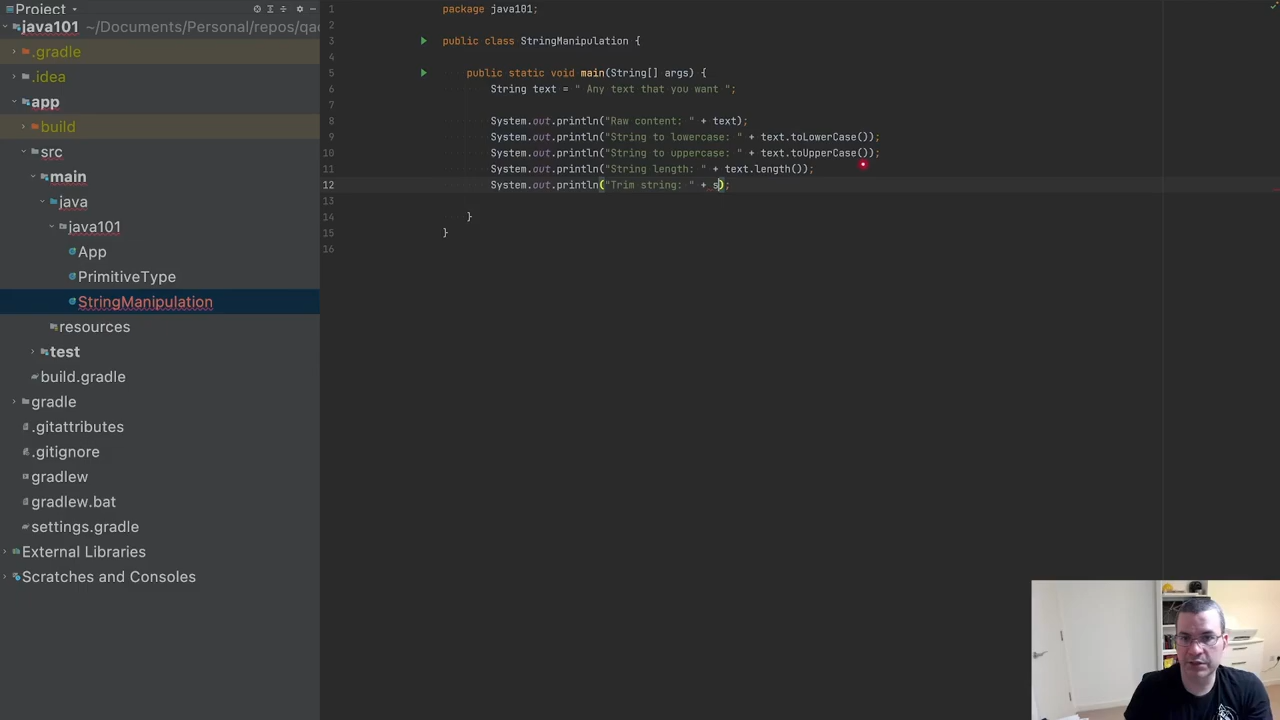 Project
java101 ~/Documents/Personal/repos/qac
.gradle
.idea
app
build
src
main
java
java101
App
PrimitiveType
StringManipulation
resources
test
build.gradle
gradle
.gitattributes
.gitignore
gradlew
gradlew.bat
settings.gradle
External Libraries
Scratches and Consoles
1 package java101;
2
3 public class StringManipulation {
4
5 public static void main(String[] args) {
6 String text = " Any text that you want ";
7
8 System.out.println("Raw content: " + text);
9 System.out.println("String to lowercase: " + text.toLowerCase());
10 System.out.println("String to uppercase: " + text.toUpperCase());
11 System.out.println("String length: " + text.length());
12 System.out.println("Trim string: " + s);
13
14 }
15 }
16